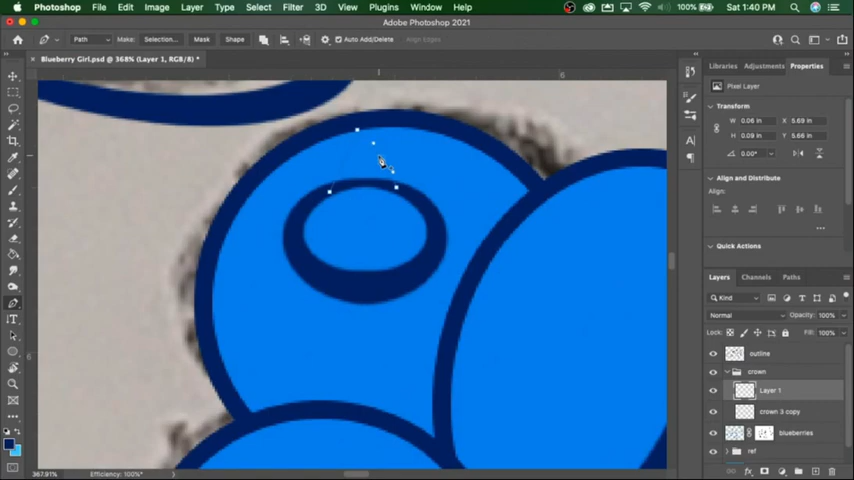 Photoshop File Edit Image Layer Type Select Filter 3D View Plugins Window Help 100% Sat 1:40 PM
Adobe Photoshop 2021
Path Make: Selection... Mask Shape Auto Add/Delete Align Edges
Blueberry Girl.psd @ 368% (Layer 1, RGB/8) *
Libraries Adjustments Properties
Pixel Layer
Transform
W: 0.06 in X: 5.69 in
H: 0.09 in Y: 5.66 in
0.00°
Align and Distribute
Align:
Quick Actions
Layers Channels Paths
Kind
Normal Opacity: 100%
Lock: Fill: 100%
outline
crown
Layer 1
crown 3 copy
blueberries
ref
6
6
367.91% Efficiency: 100%*
fx